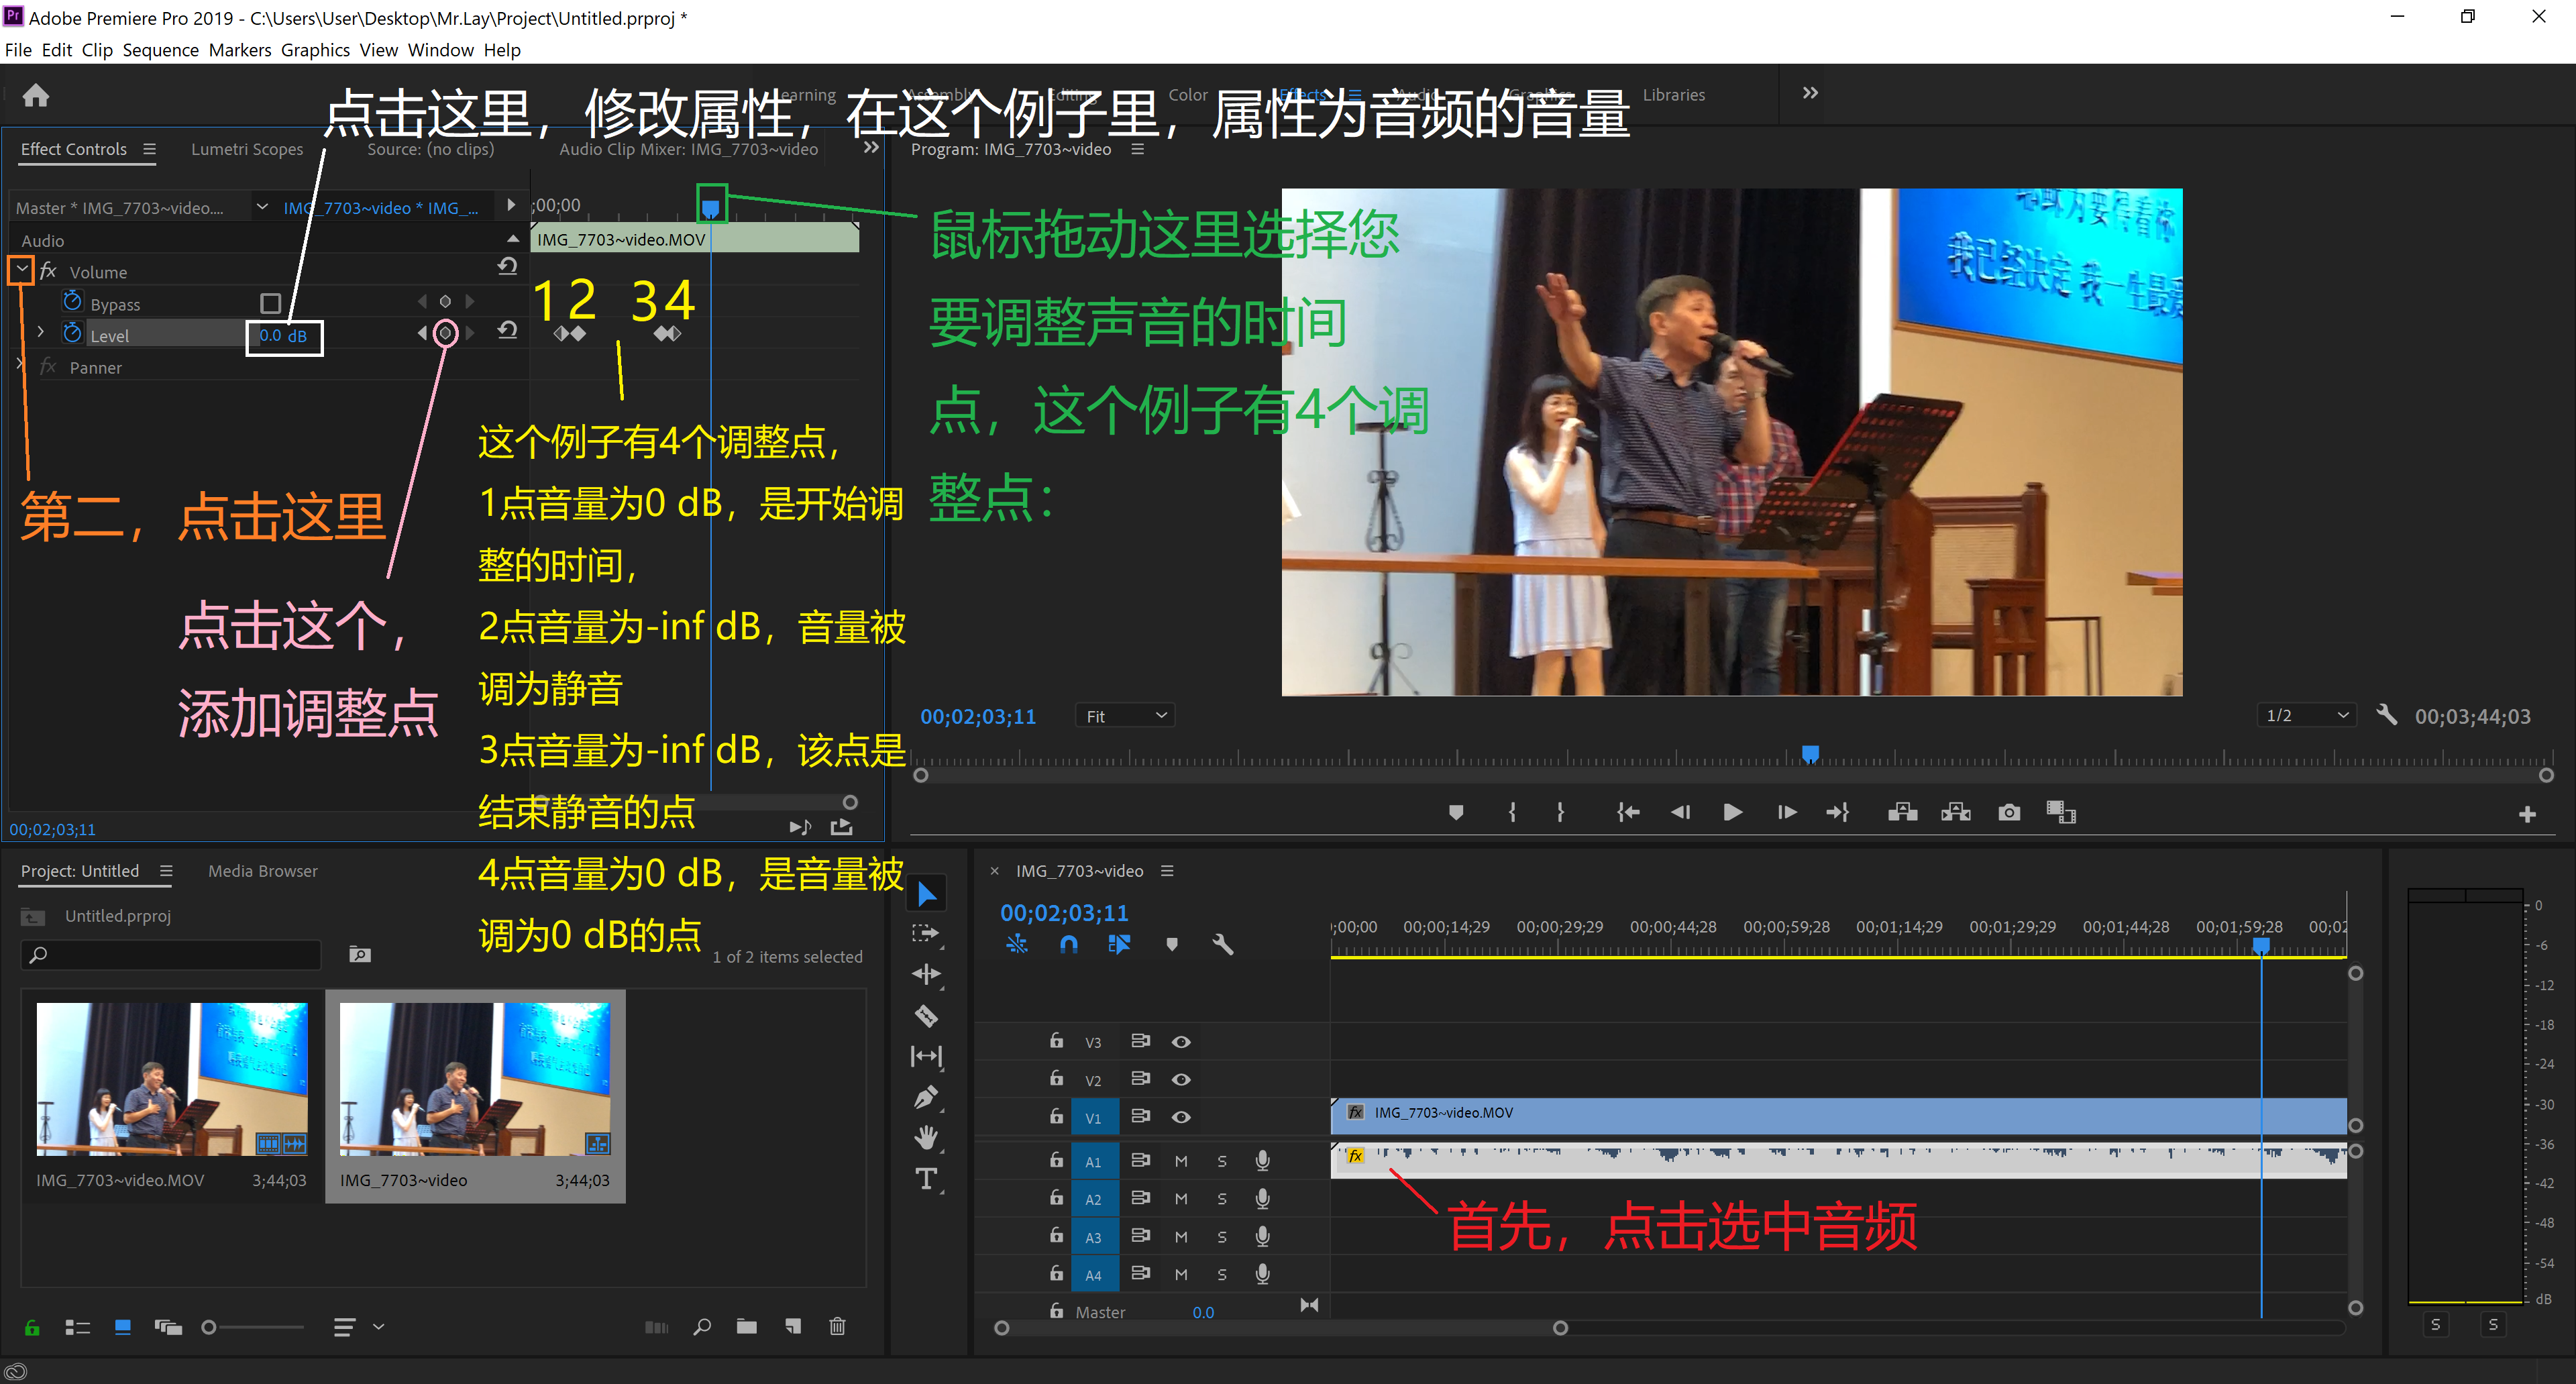 Adobe Premiere Pro 2019 - C:\Users\User\Desktop\Mr.Lay\Project\Untitled.prproj *
File Edit Clip Sequence Markers Graphics View Window Help
Color Effects Libraries
点击这里，修改属性，在这个例子里，属性为音频的音量
Effect Controls Lumetri Scopes Source: (no clips) Audio Clip Mixer: IMG_7703~video
Program: IMG_7703~video
Master * IMG_7703~video.... IMG_7703~video * IMG_...
;00;00
Audio
IMG_7703~video.MOV
fx Volume
Bypass
Level 0.0 dB
fx Panner
12 34
鼠标拖动这里选择您
要调整声音的时间
点，这个例子有4个调
整点：
第二，点击这里
点击这个，
添加调整点
这个例子有4个调整点，
1点音量为0 dB，是开始调
整的时间，
2点音量为-inf dB，音量被
调为静音
3点音量为-inf dB，该点是
结束静音的点
4点音量为0 dB，是音量被
调为0 dB的点
我已经决定 我一生最爱
00;02;03;11 Fit 1/2 00;03;44;03
00;02;03;11
Project: Untitled Media Browser
Untitled.prproj
1 of 2 items selected
IMG_7703~video.MOV 3;44;03
IMG_7703~video 3;44;03
IMG_7703~video
00;02;03;11
;00;00 00;00;14;29 00;00;29;29 00;00;44;28 00;00;59;28 00;01;14;29 00;01;29;29 00;01;44;28 00;01;59;28 00;02
V3
V2
V1 fx IMG_7703~video.MOV
A1 M S fx
A2 M S
首先，点击选中音频
A3 M S
A4 M S
Master 0.0
0
-6
-12
-18
-24
-30
-36
-42
-48
-54
dB
S S